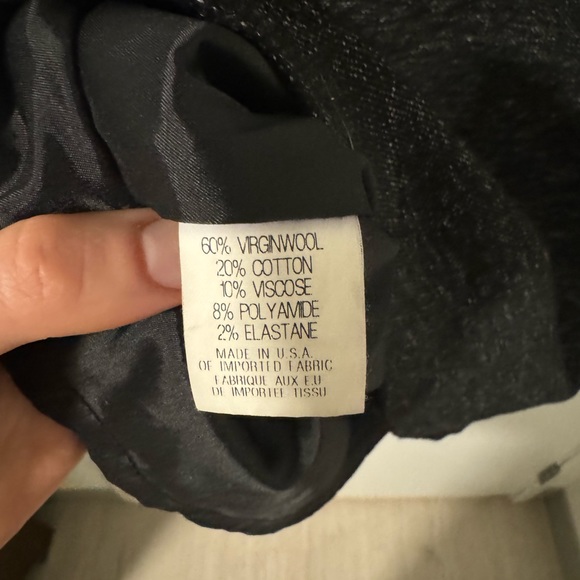 60% VIRGINWOOL
20% COTTON
10% VISCOSE
8% POLYAMIDE
2% ELASTANE
MADE IN U.S.A.
OF IMPORTED FABRIC
FABRIQUE AUX E.U
DE IMPORTEE TISSU